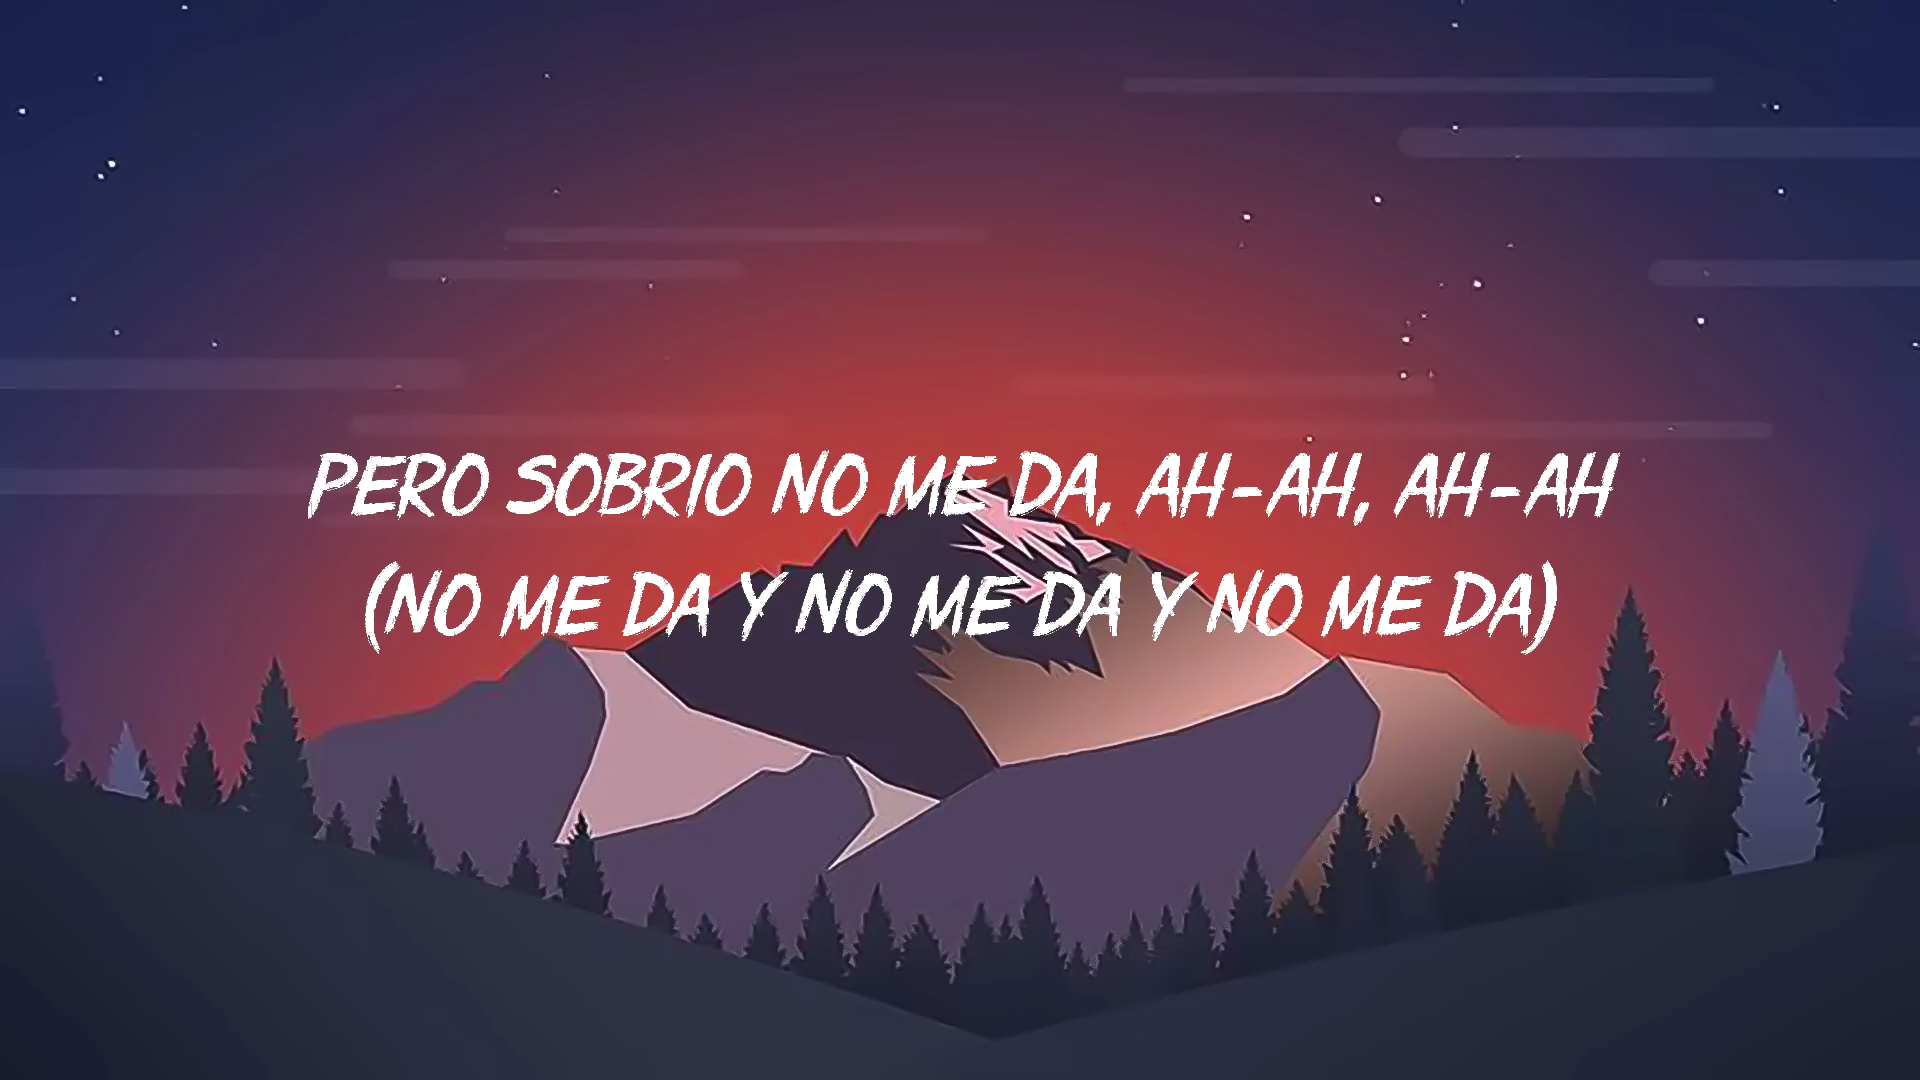 PERO SOBRIO NO ME DA, AH-AH, AH-AH
(NO ME DA Y NO ME DA Y NO ME DA)